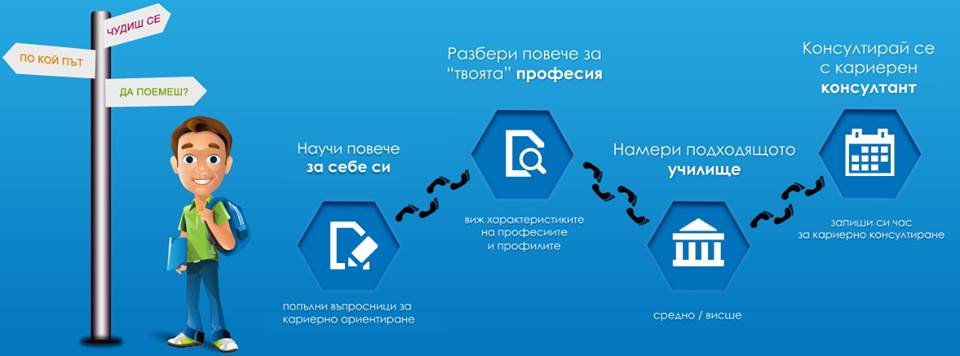 ЧУДИШ СЕ
ПО КОЙ ПЪТ
ДА ПОЕМЕШ?
Научи повече
за себе си
попълни въпросници за
кариерно ориентиране
Разбери повече за
“твоята” професия
виж характеристиките
на професиите
и профилите
Намери подходящото
училище
средно / висше
Консултирай се
с кариерен
консултант
запиши си час
за кариерно консултиране